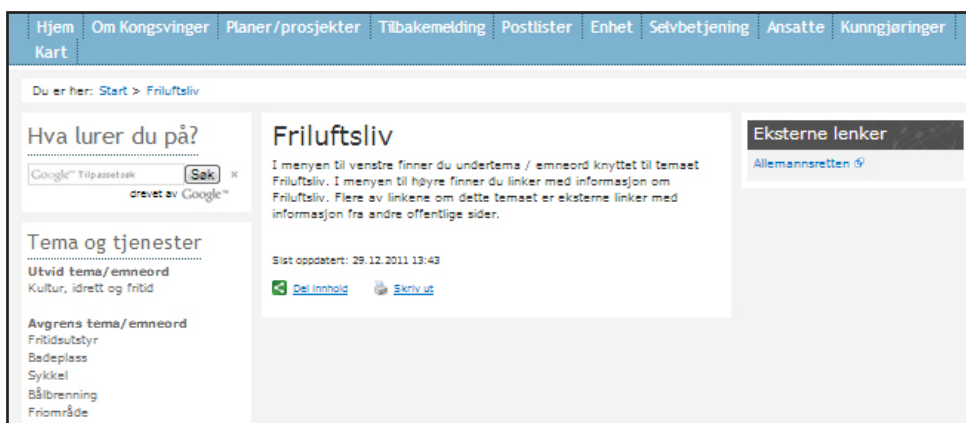 Hjem Om Kongsvinger Planer/prosjekter Tilbakemelding Postlister Enhet Selvbetjening Ansatte Kunngjøringer
Kart
Du er her: Start > Friluftsliv
Hva lurer du på?
Google™ Tilpasset søk Søk ×
drevet av Google™
Tema og tjenester
Utvid tema/emneord
Kultur, idrett og fritid
Avgrens tema/emneord
Fritidsutstyr
Badeplass
Sykkel
Bålbrenning
Friområde
Friluftsliv
I menyen til venstre finner du undertema / emneord knyttet til temaet
Friluftsliv. I menyen til høyre finner du linker med informasjon om
Friluftsliv. Flere av linkene om dette temaet er eksterne linker med
informasjon fra andre offentlige sider.
Sist oppdatert: 29.12.2011 13:43
Del innhold Skriv ut
Eksterne lenker
Allemannsretten